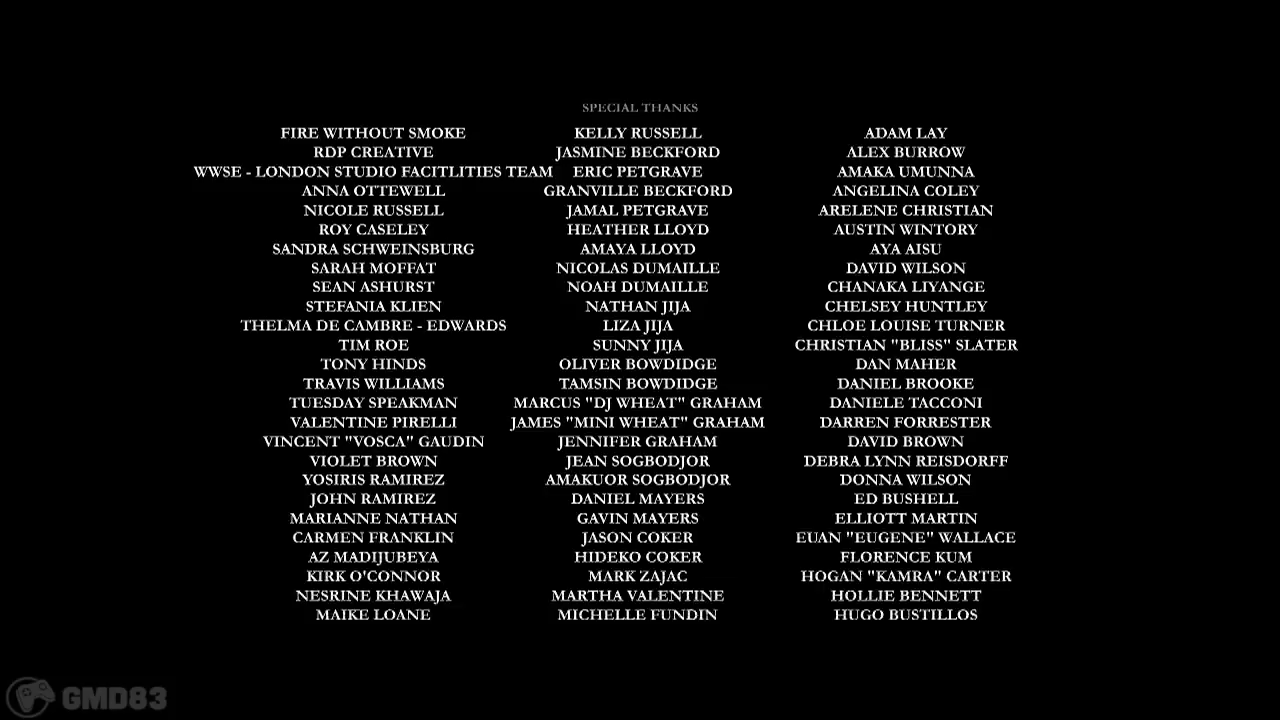 SPECIAL THANKS
FIRE WITHOUT SMOKE
RDP CREATIVE
WWSE - LONDON STUDIO FACITLITIES TEAM
ANNA OTTEWELL
NICOLE RUSSELL
ROY CASELEY
SANDRA SCHWEINSBURG
SARAH MOFFAT
SEAN ASHURST
STEFANIA KLIEN
THELMA DE CAMBRE - EDWARDS
TIM ROE
TONY HINDS
TRAVIS WILLIAMS
TUESDAY SPEAKMAN
VALENTINE PIRELLI
VINCENT "VOSCA" GAUDIN
VIOLET BROWN
YOSIRIS RAMIREZ
JOHN RAMIREZ
MARIANNE NATHAN
CARMEN FRANKLIN
AZ MADIJUBEYA
KIRK O'CONNOR
NESRINE KHAWAJA
MAIKE LOANE
KELLY RUSSELL
JASMINE BECKFORD
ERIC PETGRAVE
GRANVILLE BECKFORD
JAMAL PETGRAVE
HEATHER LLOYD
AMAYA LLOYD
NICOLAS DUMAILLE
NOAH DUMAILLE
NATHAN JIJA
LIZA JIJA
SUNNY JIJA
OLIVER BOWDIDGE
TAMSIN BOWDIDGE
MARCUS "DJ WHEAT" GRAHAM
JAMES "MINI WHEAT" GRAHAM
JENNIFER GRAHAM
JEAN SOGBODJOR
AMAKUOR SOGBODJOR
DANIEL MAYERS
GAVIN MAYERS
JASON COKER
HIDEKO COKER
MARK ZAJAC
MARTHA VALENTINE
MICHELLE FUNDIN
ADAM LAY
ALEX BURROW
AMAKA UMUNNA
ANGELINA COLEY
ARELENE CHRISTIAN
AUSTIN WINTORY
AYA AISU
DAVID WILSON
CHANAKA LIYANGE
CHELSEY HUNTLEY
CHLOE LOUISE TURNER
CHRISTIAN "BLISS" SLATER
DAN MAHER
DANIEL BROOKE
DANIELE TACCONI
DARREN FORRESTER
DAVID BROWN
DEBRA LYNN REISDORFF
DONNA WILSON
ED BUSHELL
ELLIOTT MARTIN
EUAN "EUGENE" WALLACE
FLORENCE KUM
HOGAN "KAMRA" CARTER
HOLLIE BENNETT
HUGO BUSTILLOS
GMD83